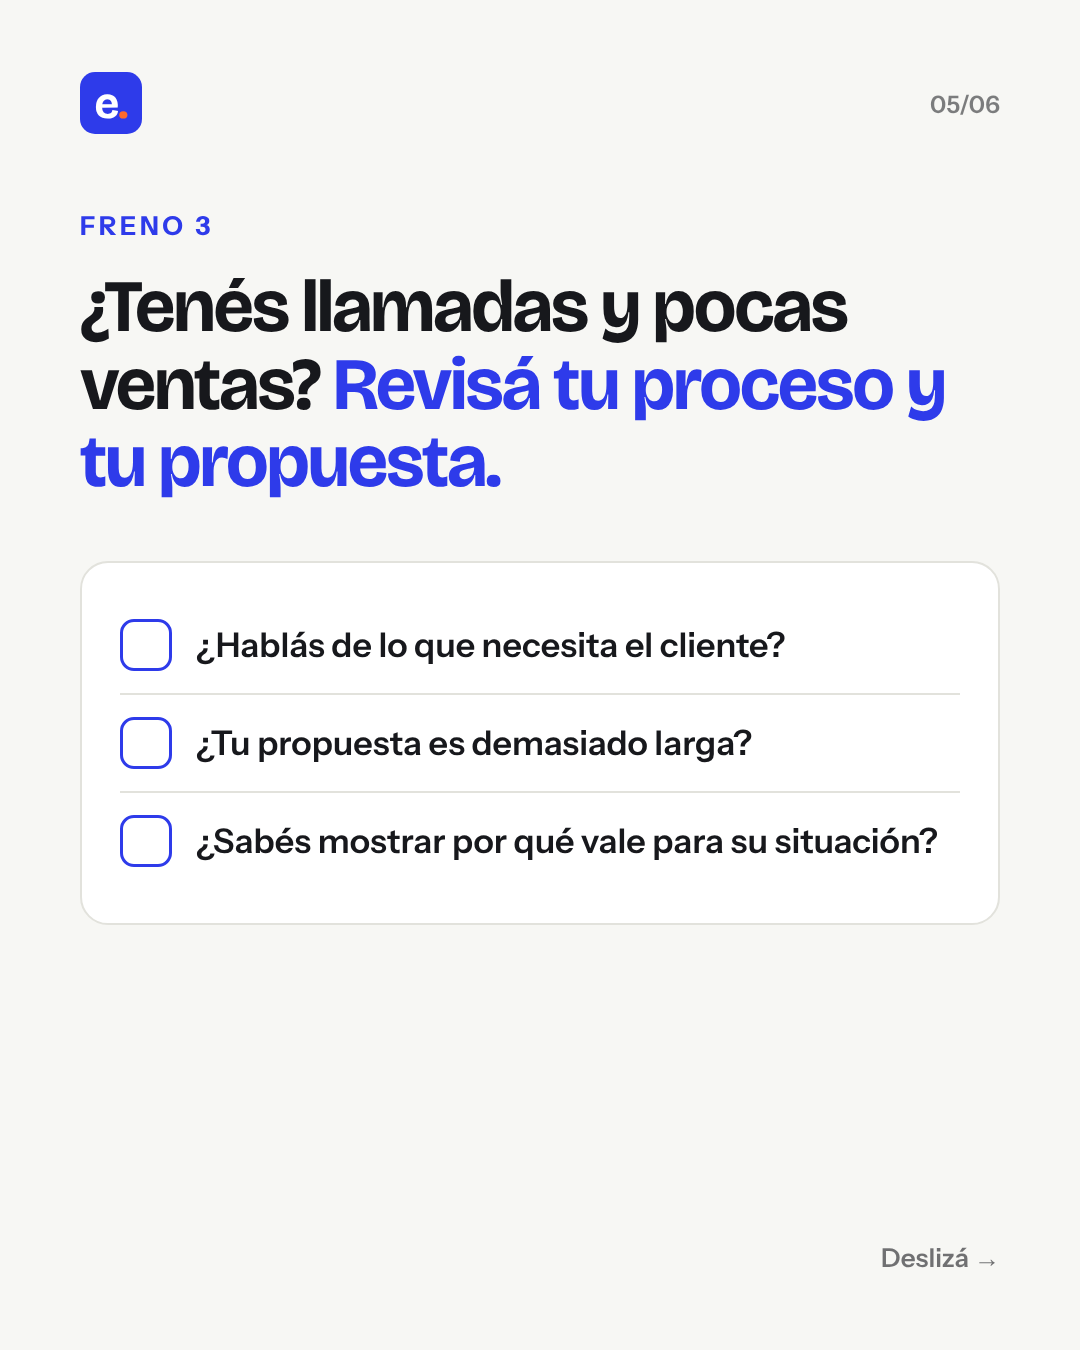 e.
05/06
FRENO 3
¿Tenés llamadas y pocas
ventas? Revisá tu proceso y
tu propuesta.
¿Hablás de lo que necesita el cliente?
¿Tu propuesta es demasiado larga?
¿Sabés mostrar por qué vale para su situación?
Deslizá →